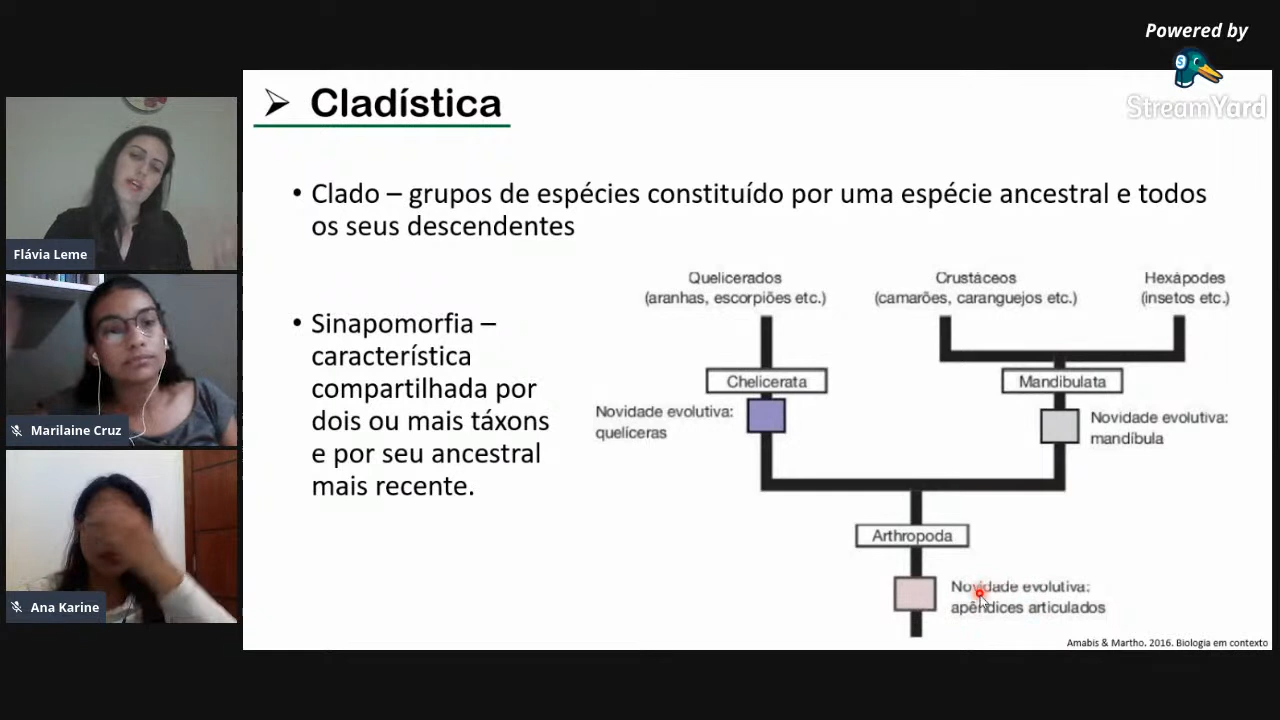 Powered by
StreamYard
Cladística
• Clado – grupos de espécies constituído por uma espécie ancestral e todos
os seus descendentes
• Sinapomorfia –
característica
compartilhada por
dois ou mais táxons
e por seu ancestral
mais recente.
Quelicerados
(aranhas, escorpiões etc.)
Crustáceos
(camarões, caranguejos etc.)
Hexápodes
(insetos etc.)
Chelicerata
Mandibulata
Novidade evolutiva:
quelíceras
Novidade evolutiva:
mandíbula
Arthropoda
Novidade evolutiva:
apêndices articulados
Amabis & Martho. 2016. Biologia em contexto
Flávia Leme
Marilaine Cruz
Ana Karine